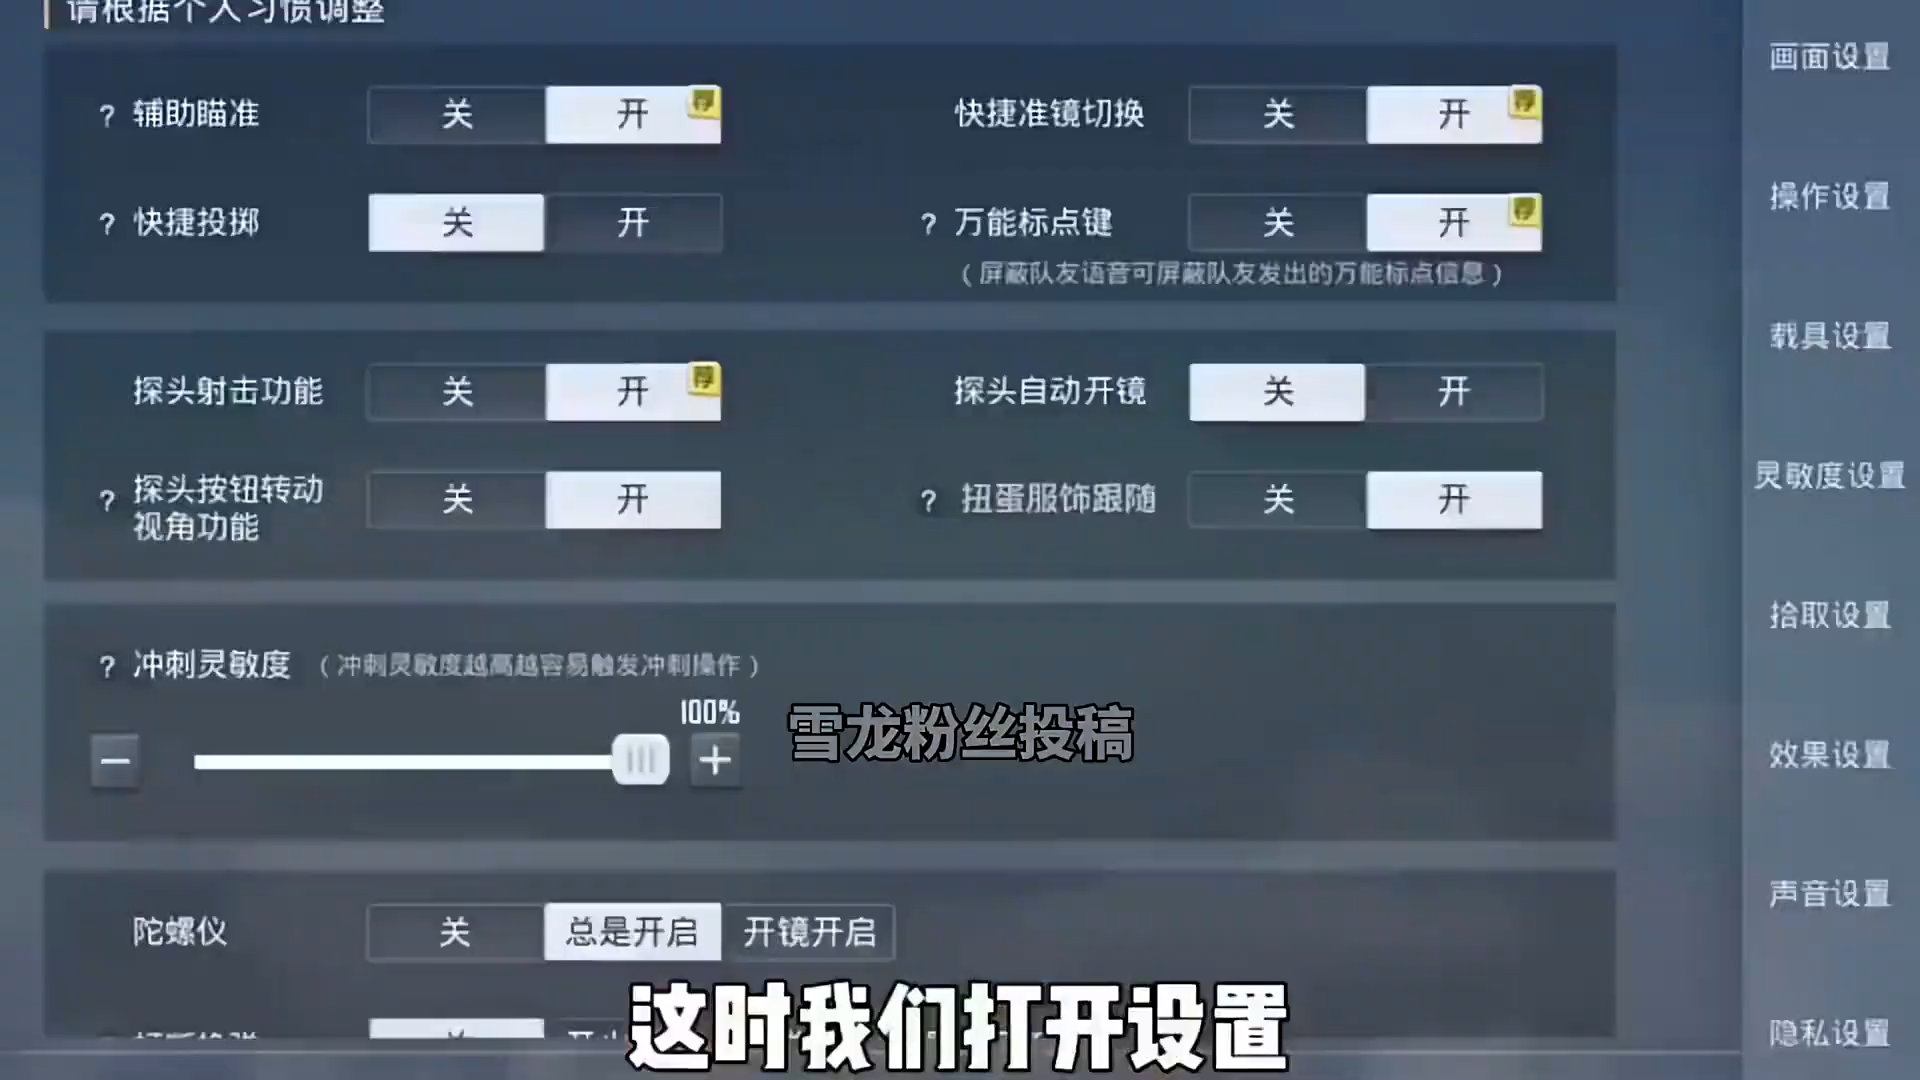 请根据个人习惯调整
? 辅助瞄准 关 开 荐 快捷准镜切换 关 开 荐
? 快捷投掷 关 开 ? 万能标点键 关 开 荐
（屏蔽队友语音可屏蔽队友发出的万能标点信息）
探头射击功能 关 开 荐 探头自动开镜 关 开
? 探头按钮转动
视角功能 关 开 ? 扭蛋服饰跟随 关 开
? 冲刺灵敏度 （冲刺灵敏度越高越容易触发冲刺操作）
100%
雪龙粉丝投稿
陀螺仪 关 总是开启 开镜开启
这时我们打开设置
画面设置
操作设置
载具设置
灵敏度设置
拾取设置
效果设置
声音设置
隐私设置